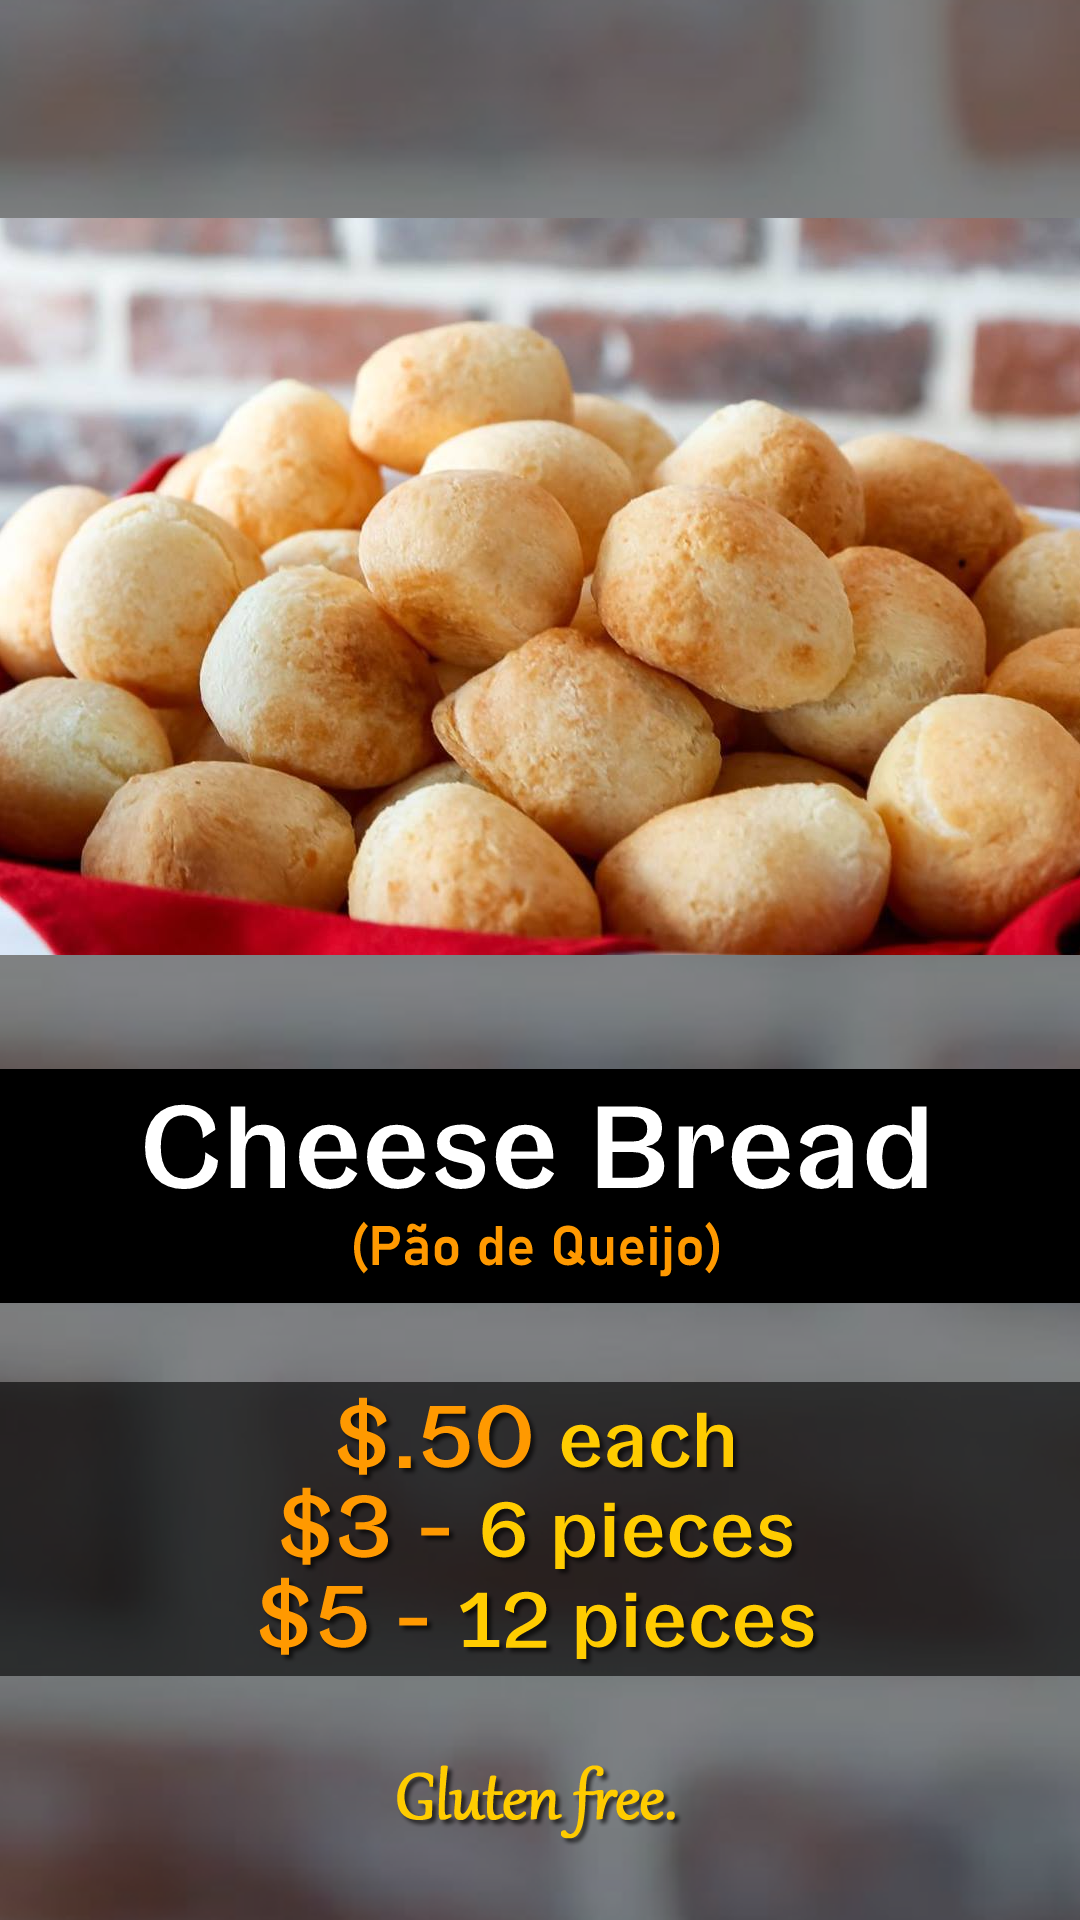 Cheese Bread
(Pão de Queijo)
$.50 each
$3 - 6 pieces
$5 - 12 pieces
Gluten free.